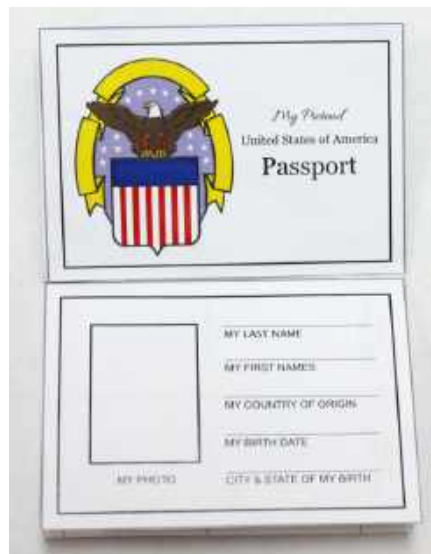 My Pretend
United States of America
Passport
MY LAST NAME
MY FIRST NAMES
MY COUNTRY OF ORIGIN
MY BIRTH DATE
MY PHOTO
CITY & STATE OF MY BIRTH